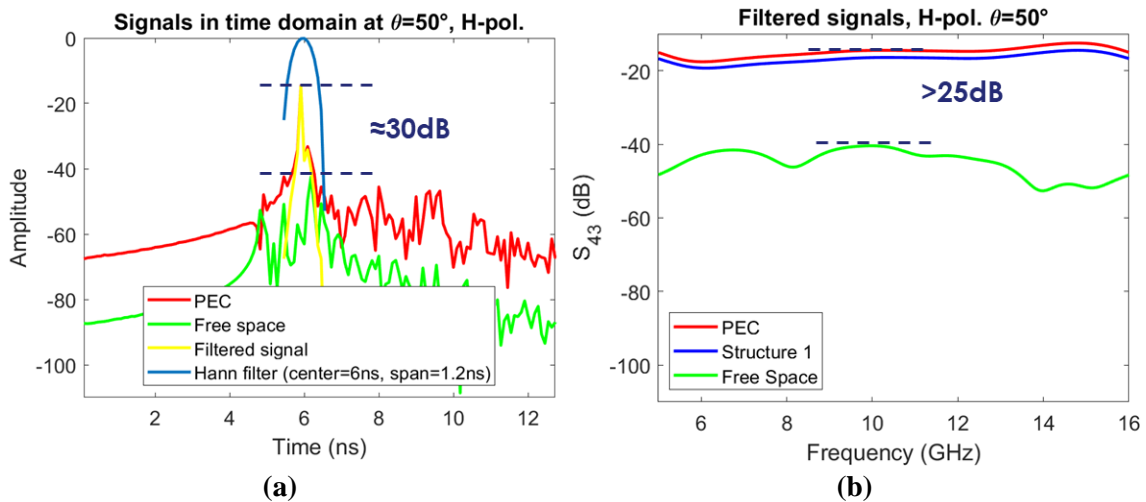 Signals in time domain at θ=50°, H-pol.
0
-20
-40
-60
-80
-100
Amplitude
≈30dB
PEC
Free space
Filtered signal
Hann filter (center=6ns, span=1.2ns)
2
4
6
8
10
12
Time (ns)
(a)
Filtered signals, H-pol. θ=50°
-20
-40
-60
-80
-100
S43 (dB)
>25dB
PEC
Structure 1
Free Space
6
8
10
12
14
16
Frequency (GHz)
(b)